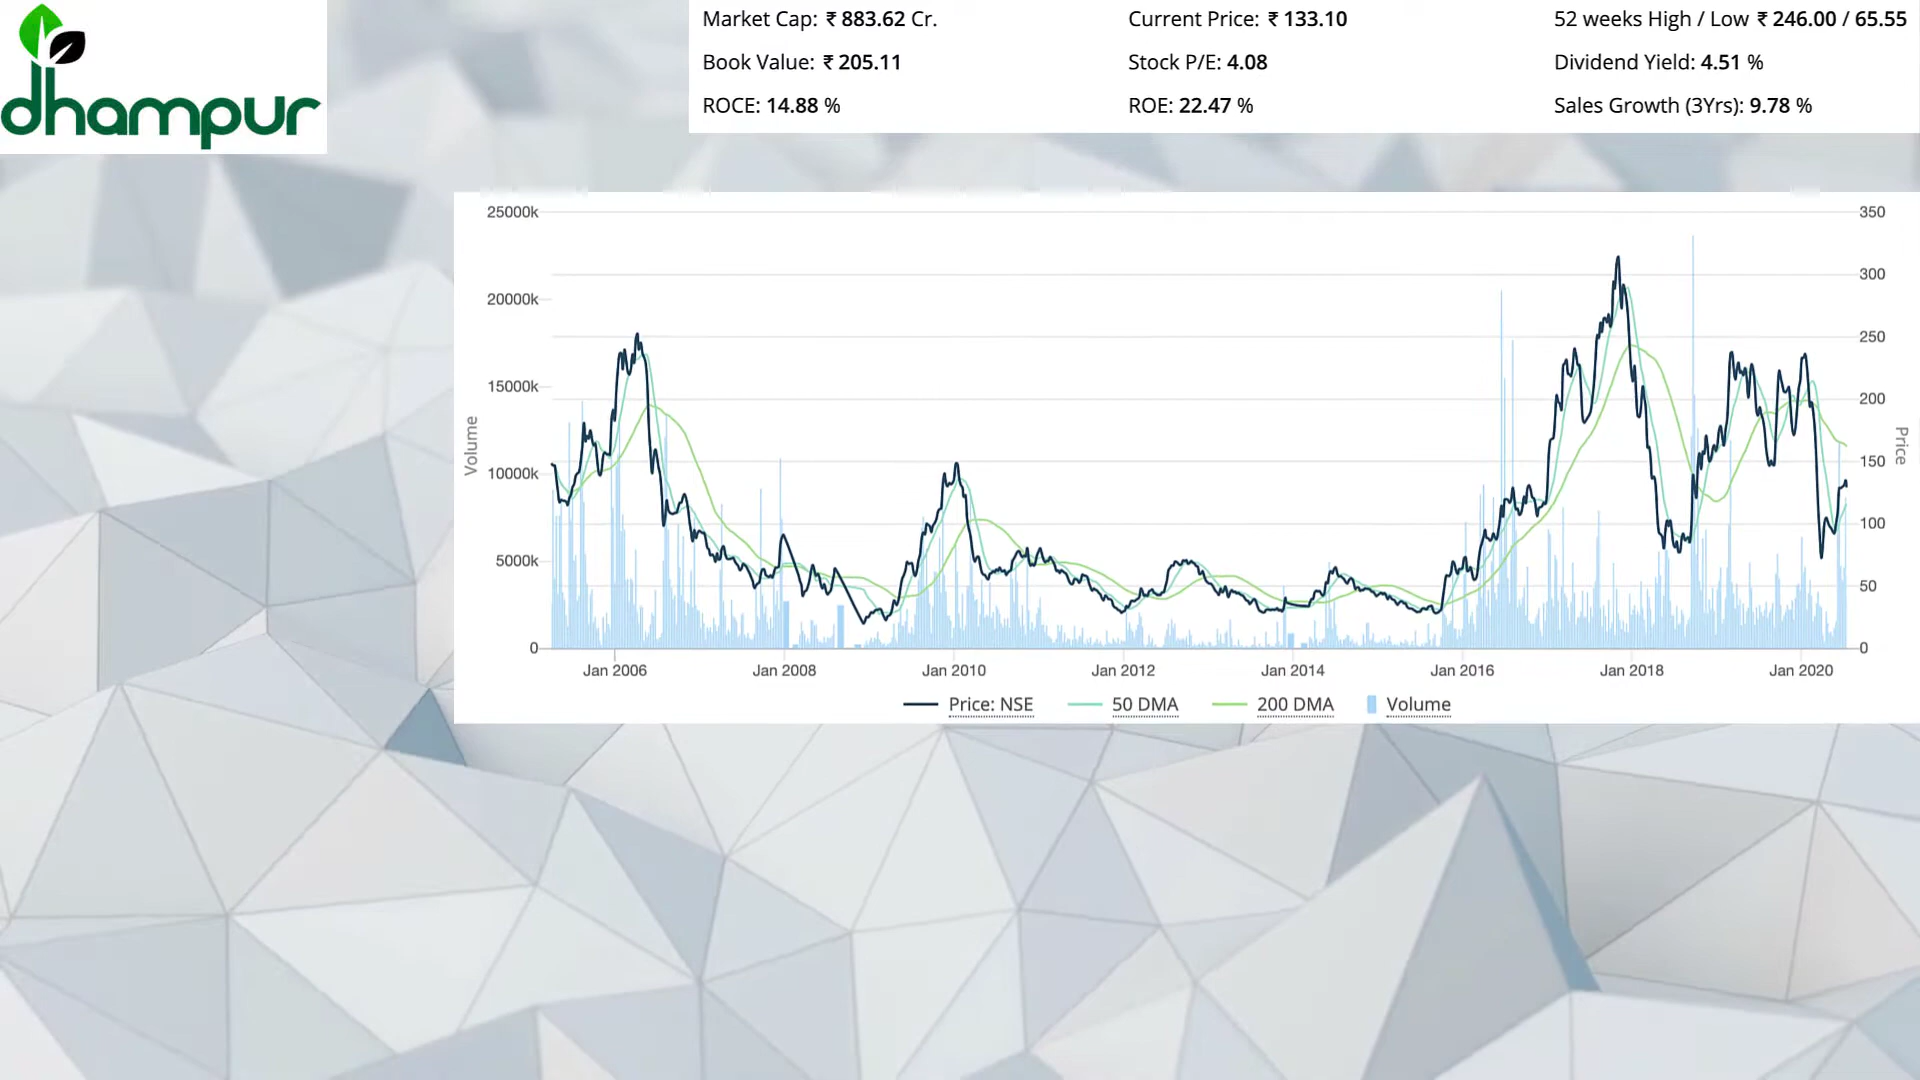 dhampur
Market Cap: ₹ 883.62 Cr.
Current Price: ₹ 133.10
52 weeks High / Low ₹ 246.00 / 65.55
Book Value: ₹ 205.11
Stock P/E: 4.08
Dividend Yield: 4.51 %
ROCE: 14.88 %
ROE: 22.47 %
Sales Growth (3Yrs): 9.78 %
25000k
20000k
15000k
10000k
5000k
0
Volume
350
300
250
200
150
100
50
0
Price
Jan 2006
Jan 2008
Jan 2010
Jan 2012
Jan 2014
Jan 2016
Jan 2018
Jan 2020
Price: NSE
50 DMA
200 DMA
Volume